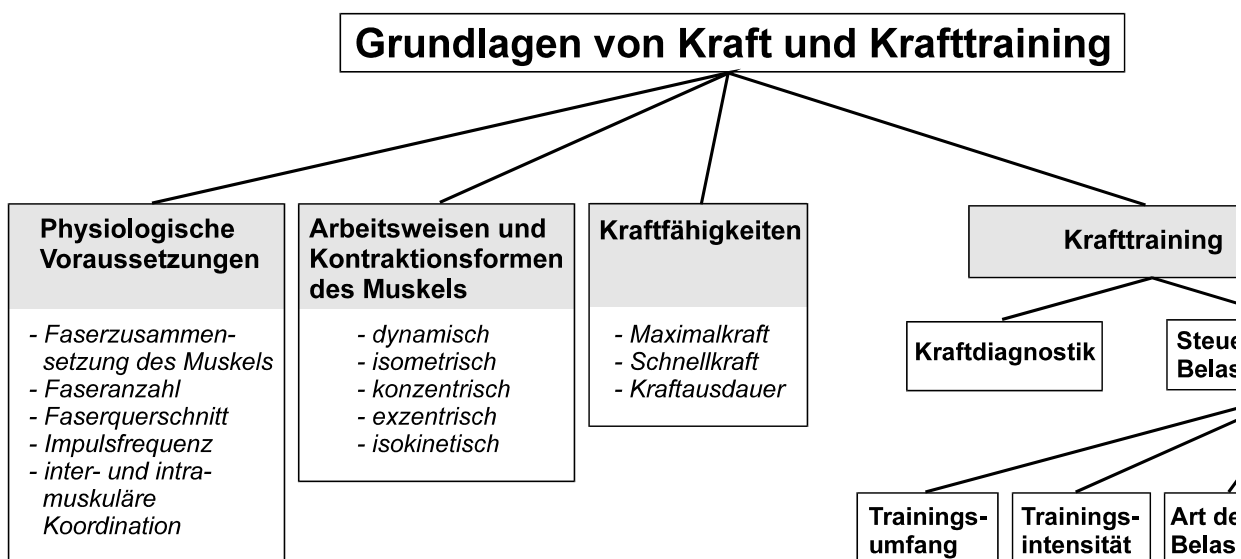 Grundlagen von Kraft und Krafttraining
Physiologische
Voraussetzungen
- Faserzusammen-
setzung des Muskels
- Faseranzahl
- Faserquerschnitt
- Impulsfrequenz
- inter- und intra-
muskuläre
Koordination
Arbeitsweisen und
Kontraktionsformen
des Muskels
- dynamisch
- isometrisch
- konzentrisch
- exzentrisch
- isokinetisch
Kraftfähigkeiten
- Maximalkraft
- Schnellkraft
- Kraftausdauer
Krafttraining
Kraftdiagnostik
Trainings-
umfang
Trainings-
intensität
Art